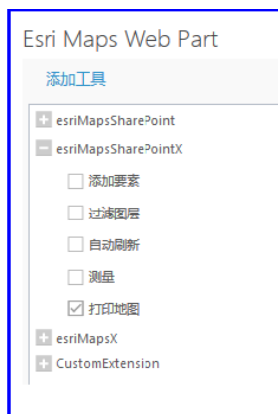 Esri Maps Web Part
添加工具
esriMapsSharePoint
esriMapsSharePointX
添加要素
过滤图层
自动刷新
测量
打印地图
esriMapsX
CustomExtension